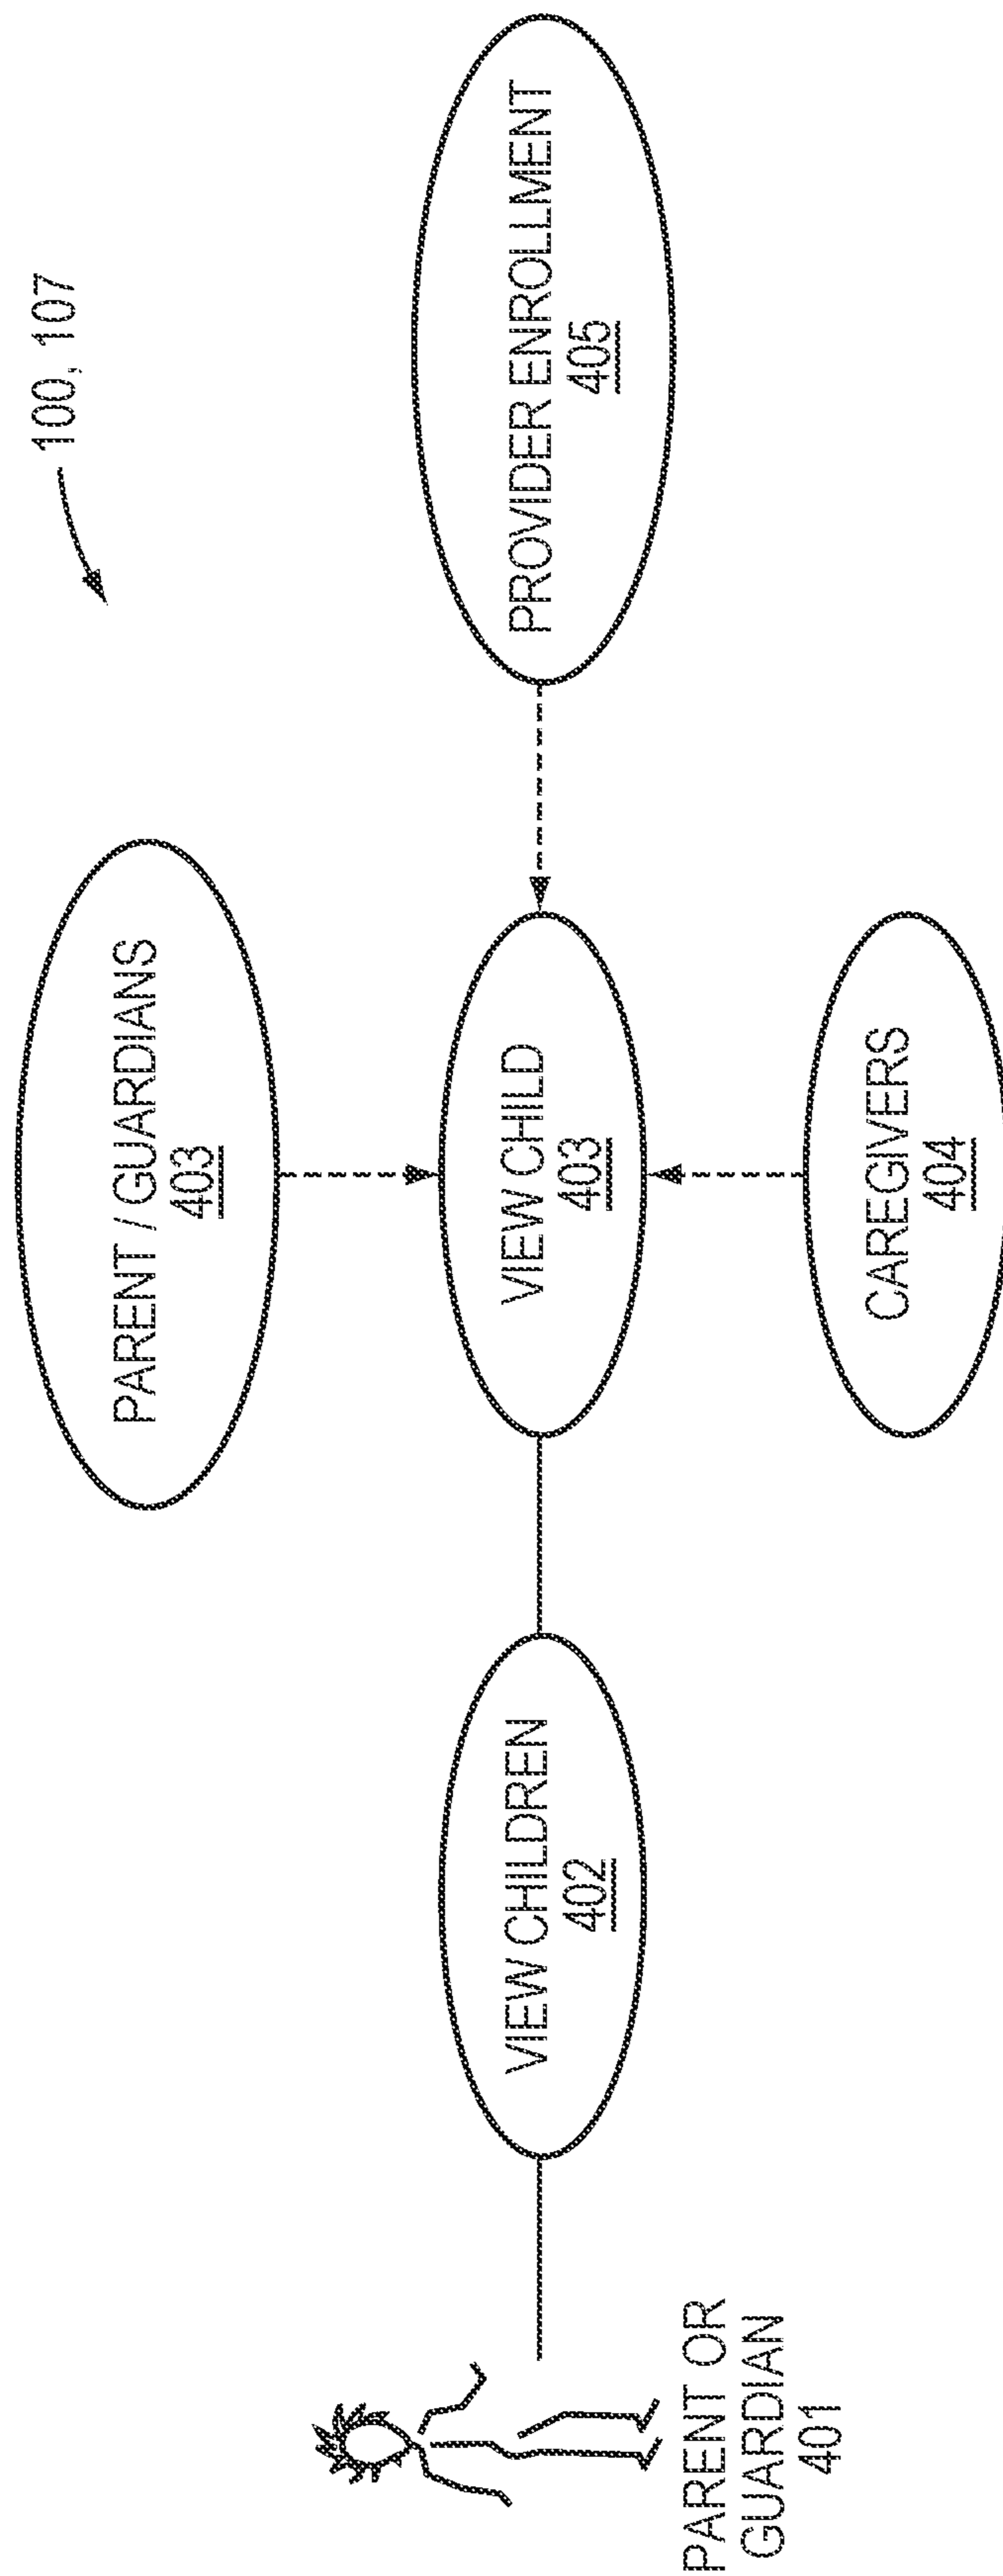 100, 107
PARENT / GUARDIANS
403
PROVIDER ENROLLMENT
405
VIEW CHILD
403
VIEW CHILDREN
402
CAREGIVERS
404
PARENT OR
GUARDIAN
401